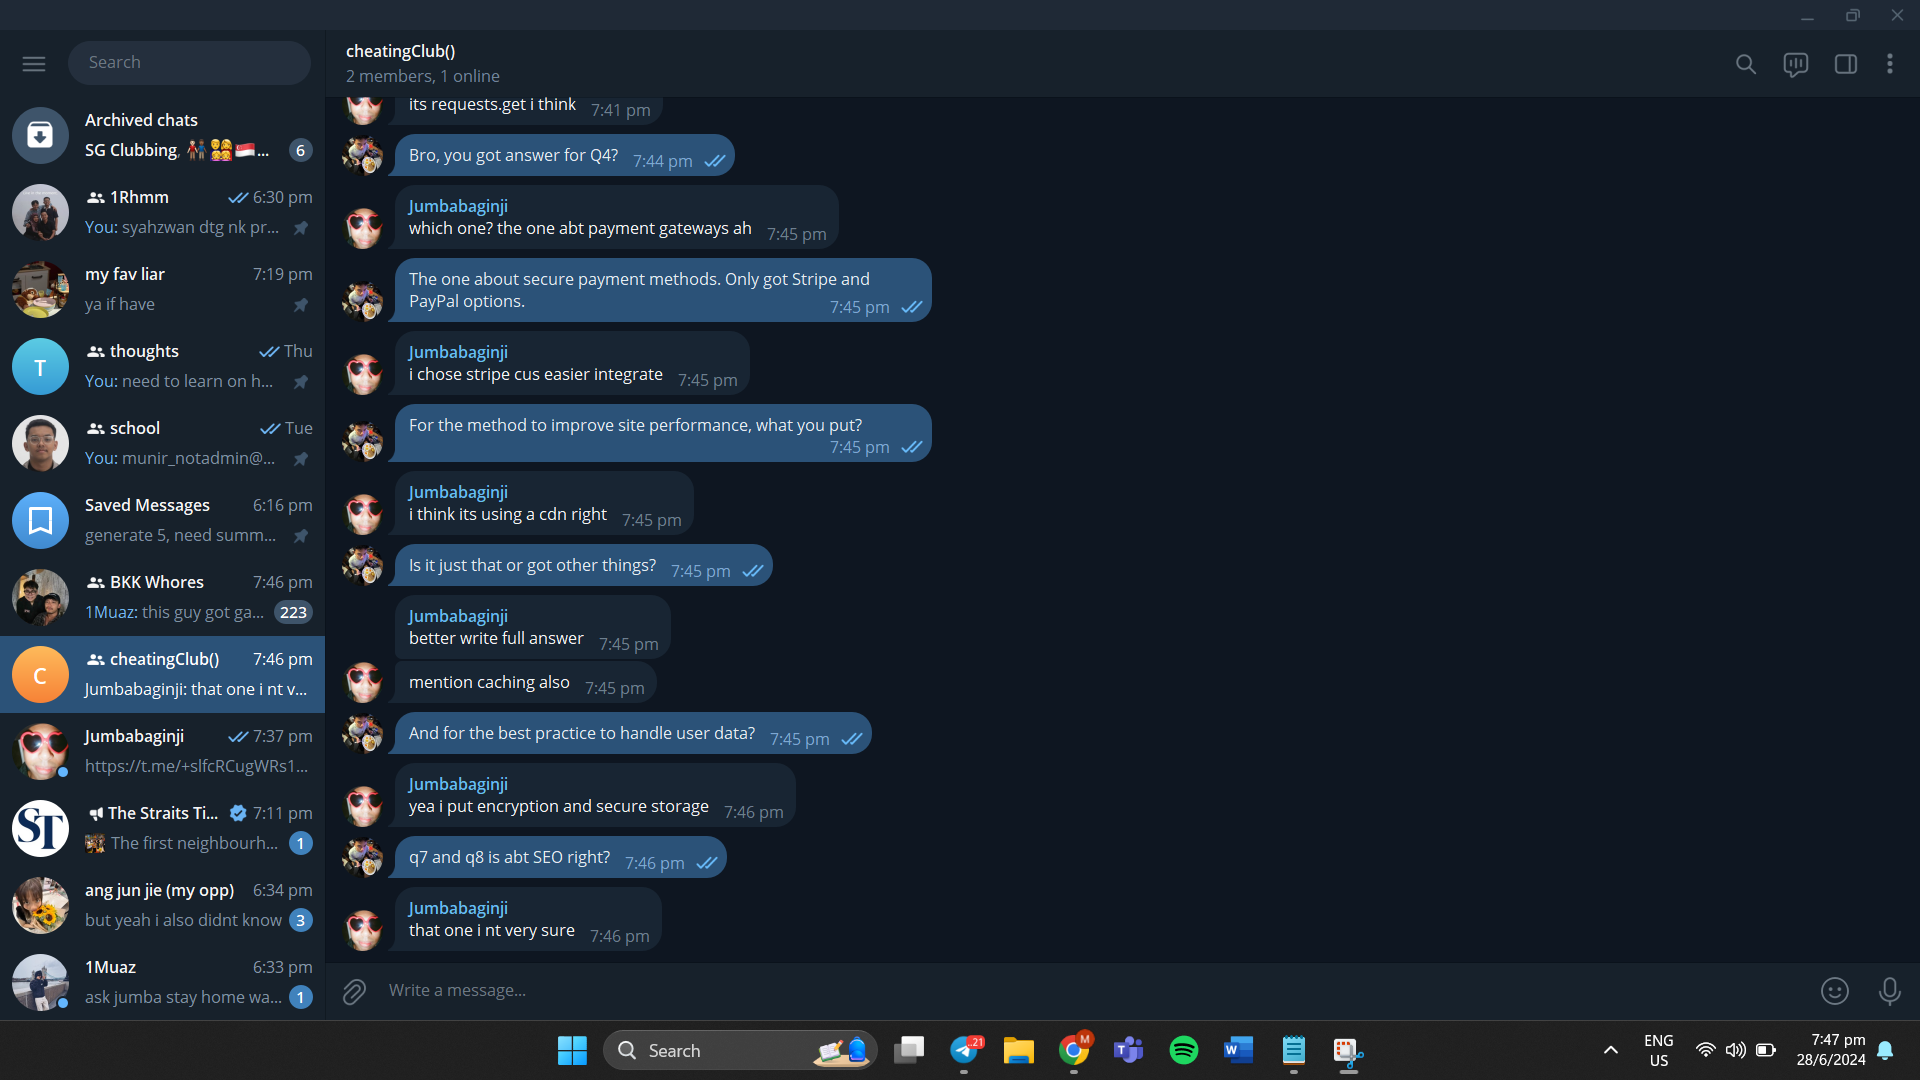 Search
Archived chats
SG Clubbing, 👬👭🇸🇬...
6
1Rhmm
6:30 pm
You: syahzwan dtg nk pr...
my fav liar
7:19 pm
ya if have
T
thoughts
Thu
You: need to learn on h...
school
Tue
You: munir_notadmin@...
Saved Messages
6:16 pm
generate 5, need summ...
BKK Whores
7:46 pm
1Muaz: this guy got ga...
223
C
cheatingClub()
7:46 pm
Jumbabaginji: that one i nt v...
Jumbabaginji
7:37 pm
https://t.me/+slfcRCugWRs1...
ST
The Straits Ti...
7:11 pm
The first neighbourh...
1
ang jun jie (my opp)
6:34 pm
but yeah i also didnt know
3
1Muaz
6:33 pm
ask jumba stay home wa...
1
cheatingClub()
2 members, 1 online
its requests.get i think 7:41 pm
Bro, you got answer for Q4? 7:44 pm
Jumbabaginji
which one? the one abt payment gateways ah 7:45 pm
The one about secure payment methods. Only got Stripe and
PayPal options. 7:45 pm
Jumbabaginji
i chose stripe cus easier integrate 7:45 pm
For the method to improve site performance, what you put?
7:45 pm
Jumbabaginji
i think its using a cdn right 7:45 pm
Is it just that or got other things? 7:45 pm
Jumbabaginji
better write full answer 7:45 pm
mention caching also 7:45 pm
And for the best practice to handle user data? 7:45 pm
Jumbabaginji
yea i put encryption and secure storage 7:46 pm
q7 and q8 is abt SEO right? 7:46 pm
Jumbabaginji
that one i nt very sure 7:46 pm
Write a message...
Search
..21
M
T
W
ENG
US
7:47 pm
28/6/2024